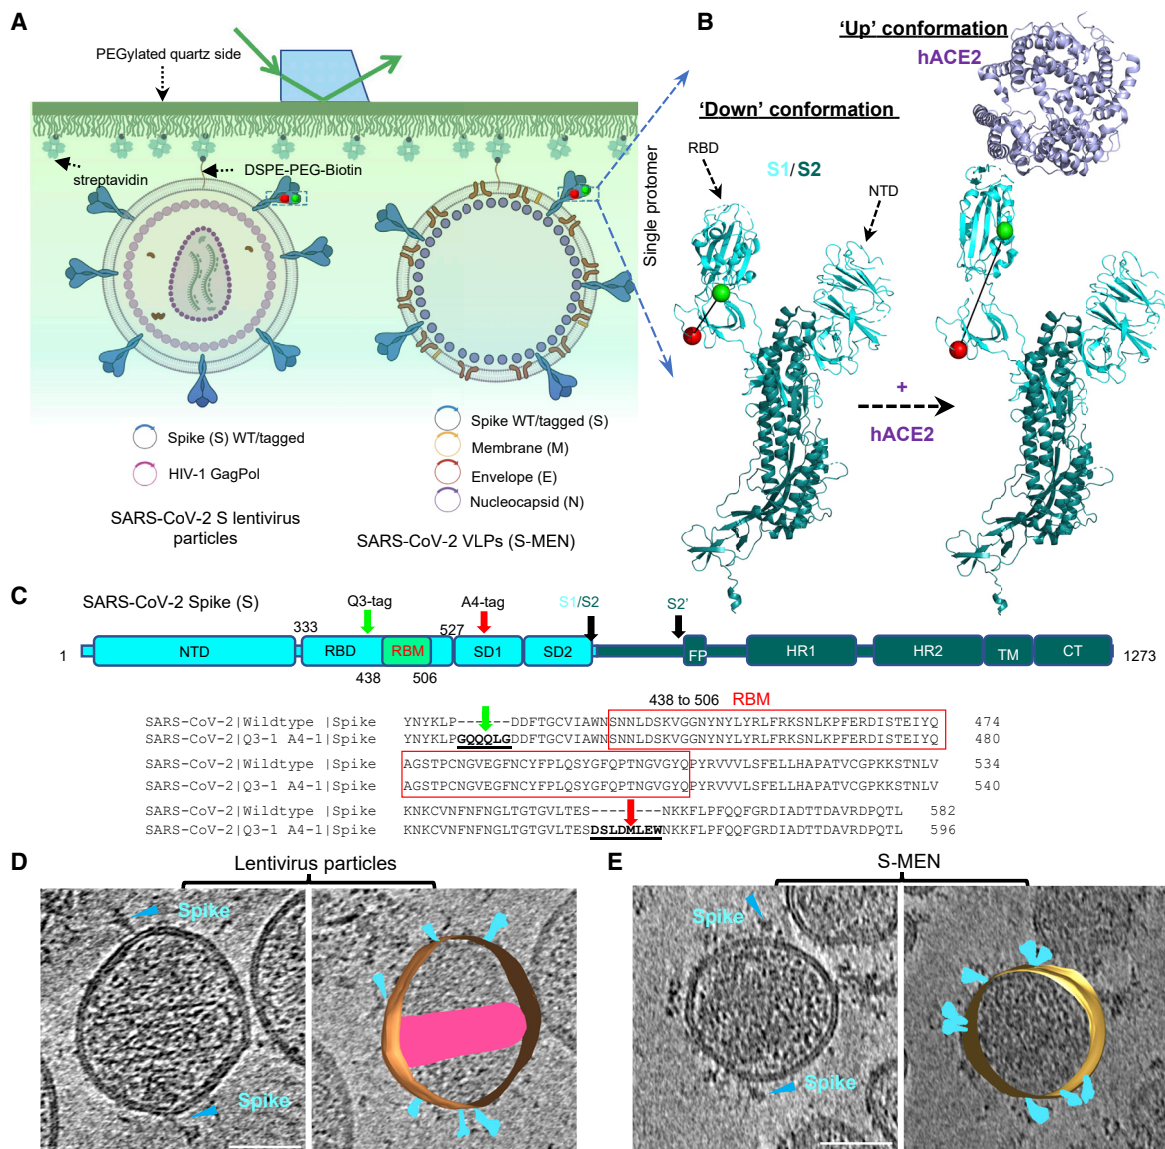 A
PEGylated quartz side
streptavidin
DSPE-PEG-Biotin
Spike (S) WT/tagged
HIV-1 GagPol
SARS-CoV-2 S lentivirus
particles
Spike WT/tagged (S)
Membrane (M)
Envelope (E)
Nucleocapsid (N)
SARS-CoV-2 VLPs (S-MEN)
B
‘Up’ conformation
hACE2
‘Down’ conformation
RBD
S1/S2
NTD
Single protomer
+
hACE2
C
SARS-CoV-2 Spike (S)
Q3-tag
A4-tag
S1/S2
S2’
333
527
1
NTD
RBD
RBM
SD1
SD2
FP
HR1
HR2
TM
CT
1273
438
506
438 to 506 RBM
SARS-CoV-2|Wildtype |Spike YNYKLP------DDFTGCVIAWNSNNLDSKVGGNYNYLYRLFRKSNLKPFERDISTEIYQ 474
SARS-CoV-2|Q3-1 A4-1|Spike YNYKLPGQQQLGDDFTGCVIAWNSNNLDSKVGGNYNYLYRLFRKSNLKPFERDISTEIYQ 480
SARS-CoV-2|Wildtype |Spike AGSTPCNGVEGFNCYFPLQSYGFQPTNGVGYQPYRVVVLSFELLHAPATVCGPKKSTNLV 534
SARS-CoV-2|Q3-1 A4-1|Spike AGSTPCNGVEGFNCYFPLQSYGFQPTNGVGYQPYRVVVLSFELLHAPATVCGPKKSTNLV 540
SARS-CoV-2|Wildtype |Spike KNKCVNFNFNGLTGTGVLTES--------NKKFLPFQQFGRDIADTTDAVRDPQTL 582
SARS-CoV-2|Q3-1 A4-1|Spike KNKCVNFNFNGLTGTGVLTESDSLDMLEWNKKFLPFQQFGRDIADTTDAVRDPQTL 596
D
Lentivirus particles
Spike
Spike
E
S-MEN
Spike
Spike